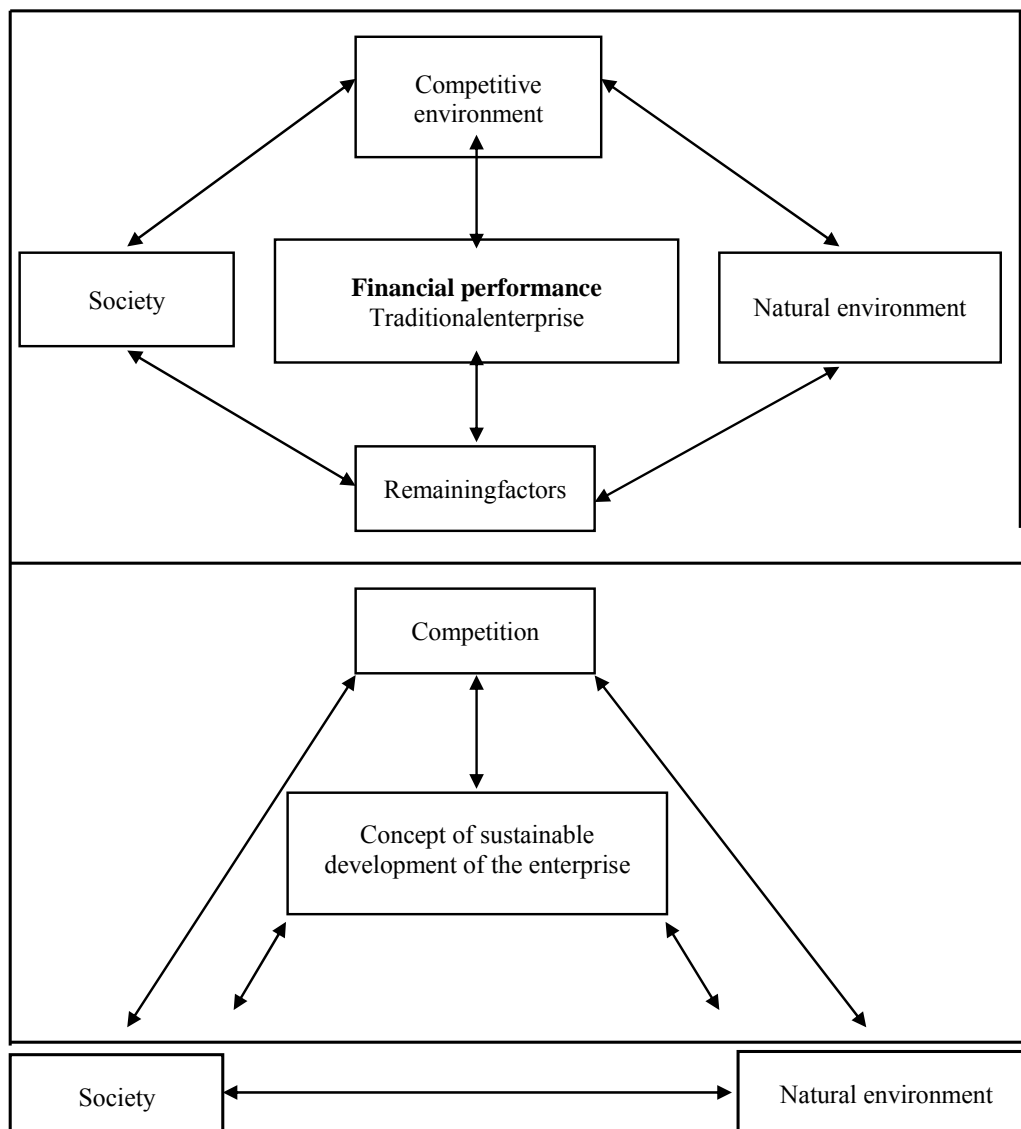 Competitive
environment
Society
Financial performance
Traditionalenterprise
Natural environment
Remainingfactors
Competition
Concept of sustainable
development of the enterprise
Society
Natural environment